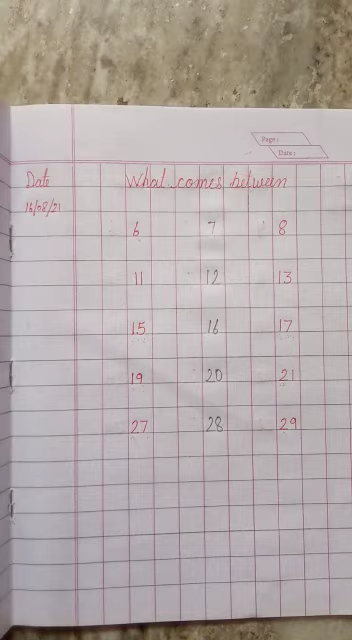 Page:
Date:
Date What comes between
16/08/21
6 7 8
11 12 13
15 16 17
19 20 21
27 28 29